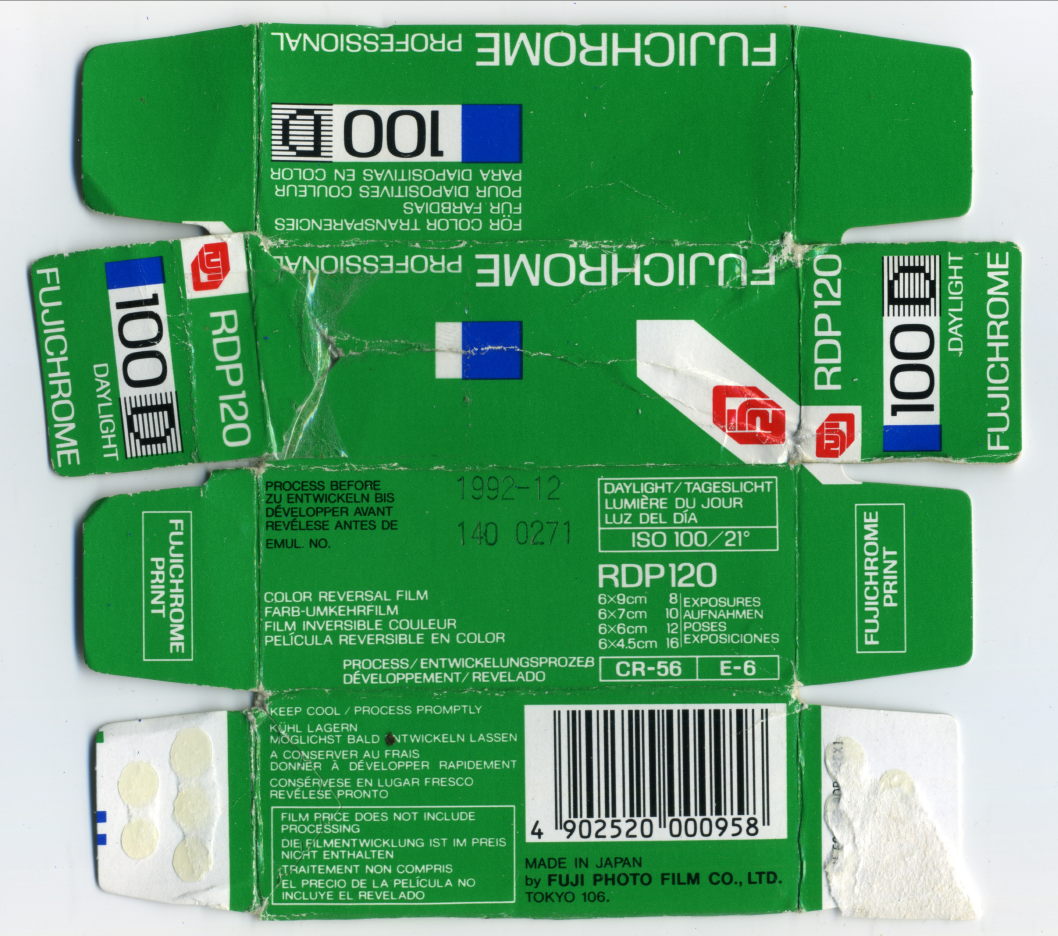 FUJICHROME PROFESSIONAL
100 D
FOR COLOR TRANSPARENCIES
FÜR FARBDIAS
POUR DIAPOSITIVES COULEUR
PARA DIAPOSITIVAS EN COLOR
FUJICHROME PROFESSIONAL
FUJI
FUJICHROME
100 D
DAYLIGHT
FUJI
RDP120
RDP120
FUJI
100 D
DAYLIGHT
FUJICHROME
FUJICHROME
PRINT
PROCESS BEFORE
ZU ENTWICKELN BIS
DÉVELOPPER AVANT
REVÉLESE ANTES DE
1992-12
EMUL. NO.
140 0271
DAYLIGHT/TAGESLICHT
LUMIÈRE DU JOUR
LUZ DEL DÍA
ISO 100/21°
RDP120
6×9cm 8 EXPOSURES
6×7cm 10 AUFNAHMEN
6×6cm 12 POSES
6×4.5cm 16 EXPOSICIONES
COLOR REVERSAL FILM
FARB-UMKEHRFILM
FILM INVERSIBLE COULEUR
PELÍCULA REVERSIBLE EN COLOR
PROCESS/ENTWICKELUNGSPROZEß
DÉVELOPPEMENT/REVELADO
CR-56 E-6
FUJICHROME
PRINT
KEEP COOL / PROCESS PROMPTLY
KÜHL LAGERN
MÖGLICHST BALD ENTWICKELN LASSEN
A CONSERVER AU FRAIS
DONNER À DÉVELOPPER RAPIDEMENT
CONSÉRVESE EN LUGAR FRESCO
REVÉLESE PRONTO
FILM PRICE DOES NOT INCLUDE
PROCESSING
DIE FILMENTWICKLUNG IST IM PREIS
NICHT ENTHALTEN
TRAITEMENT NON COMPRIS
EL PRECIO DE LA PELÍCULA NO
INCLUYE EL REVELADO
4 902520 000958
MADE IN JAPAN
by FUJI PHOTO FILM CO., LTD.
TOKYO 106.